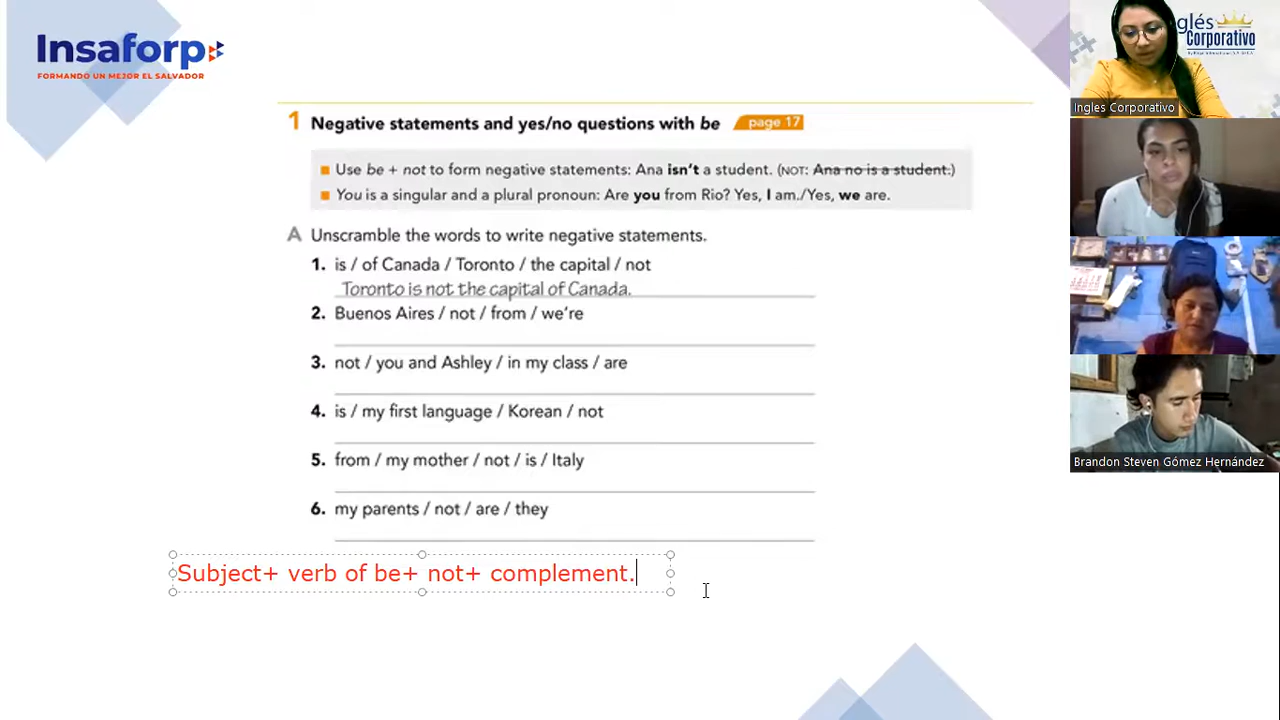 Insaforp
FORMANDO UN MEJOR EL SALVADOR
1 Negative statements and yes/no questions with be page 17
Use be + not to form negative statements: Ana isn't a student. (NOT: Ana no is a student.)
You is a singular and a plural pronoun: Are you from Rio? Yes, I am./Yes, we are.
A Unscramble the words to write negative statements.
1. is / of Canada / Toronto / the capital / not
Toronto is not the capital of Canada.
2. Buenos Aires / not / from / we're
3. not / you and Ashley / in my class / are
4. is / my first language / Korean / not
5. from / my mother / not / is / Italy
6. my parents / not / are / they
Subject+ verb of be+ not+ complement.
glés
Corporativo
Ingles Corporativo
Brandon Steven Gómez Hernández